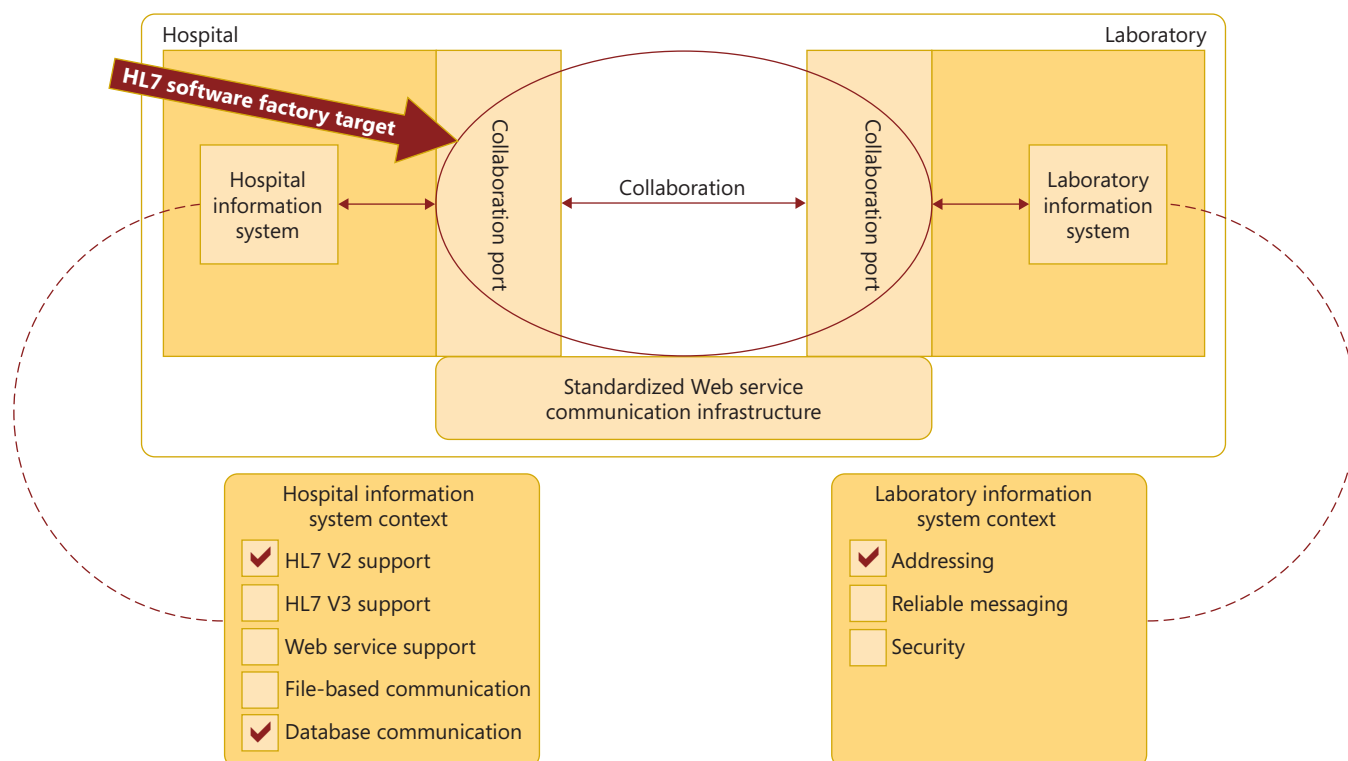 Hospital
Laboratory
HL7 software factory target
Collaboration port
Collaboration
Collaboration port
Hospital
information
system
Laboratory
information
system
Standardized Web service
communication infrastructure
Hospital information
system context
HL7 V2 support
HL7 V3 support
Web service support
File-based communication
Database communication
Laboratory information
system context
Addressing
Reliable messaging
Security